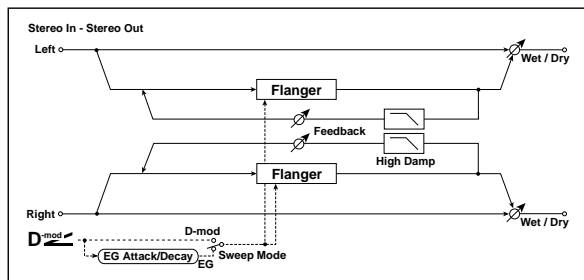 Stereo In - Stereo Out
Left
Wet / Dry
Flanger
Feedback
High Damp
Flanger
Right
Wet / Dry
D-mod
D-mod
EG Attack/Decay
EG
Sweep Mode